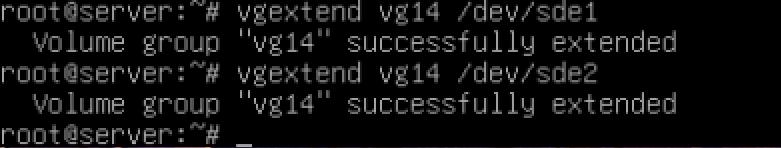 root@server:~# vgextend vg14 /dev/sde1
  Volume group "vg14" successfully extended
root@server:~# vgextend vg14 /dev/sde2
  Volume group "vg14" successfully extended
root@server:~# _